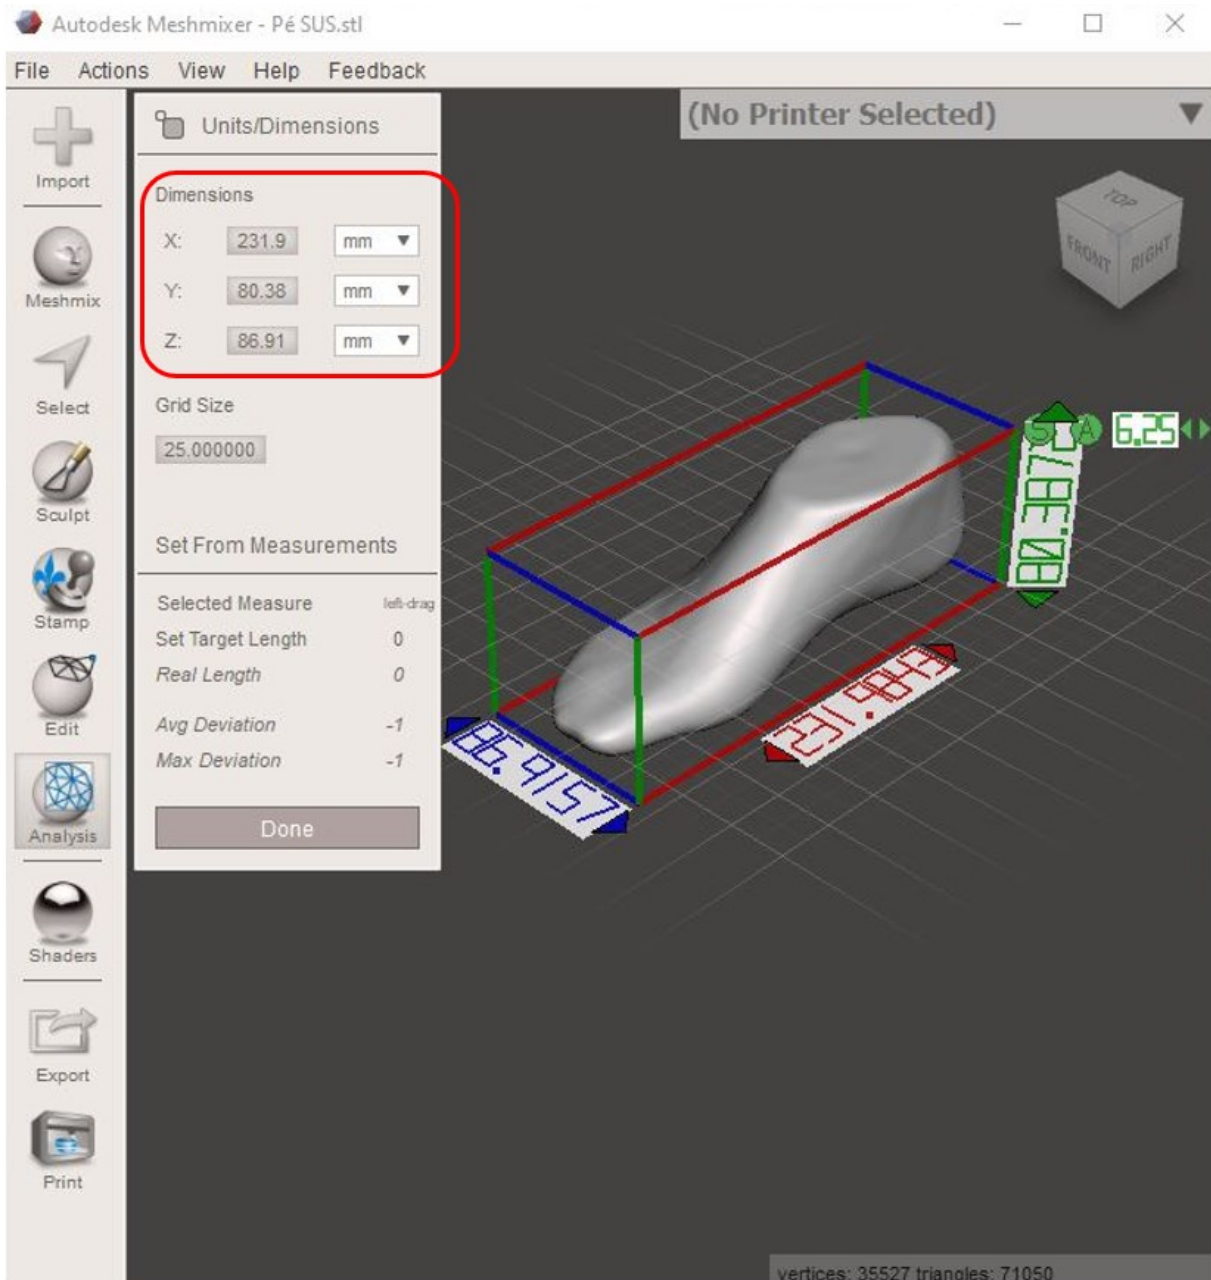 Autodesk Meshmixer - Pé SUS.stl
File Actions View Help Feedback
Import
Meshmix
Select
Sculpt
Stamp
Edit
Analysis
Shaders
Export
Print
Units/Dimensions
Dimensions
X: 231.9 mm
Y: 80.38 mm
Z: 86.91 mm
Grid Size
25.000000
Set From Measurements
Selected Measure left-drag
Set Target Length 0
Real Length 0
Avg Deviation -1
Max Deviation -1
Done
(No Printer Selected)
TOP
FRONT
RIGHT
S
A
6.25
231.9843
86.9157
vertices: 35527 triangles: 71050